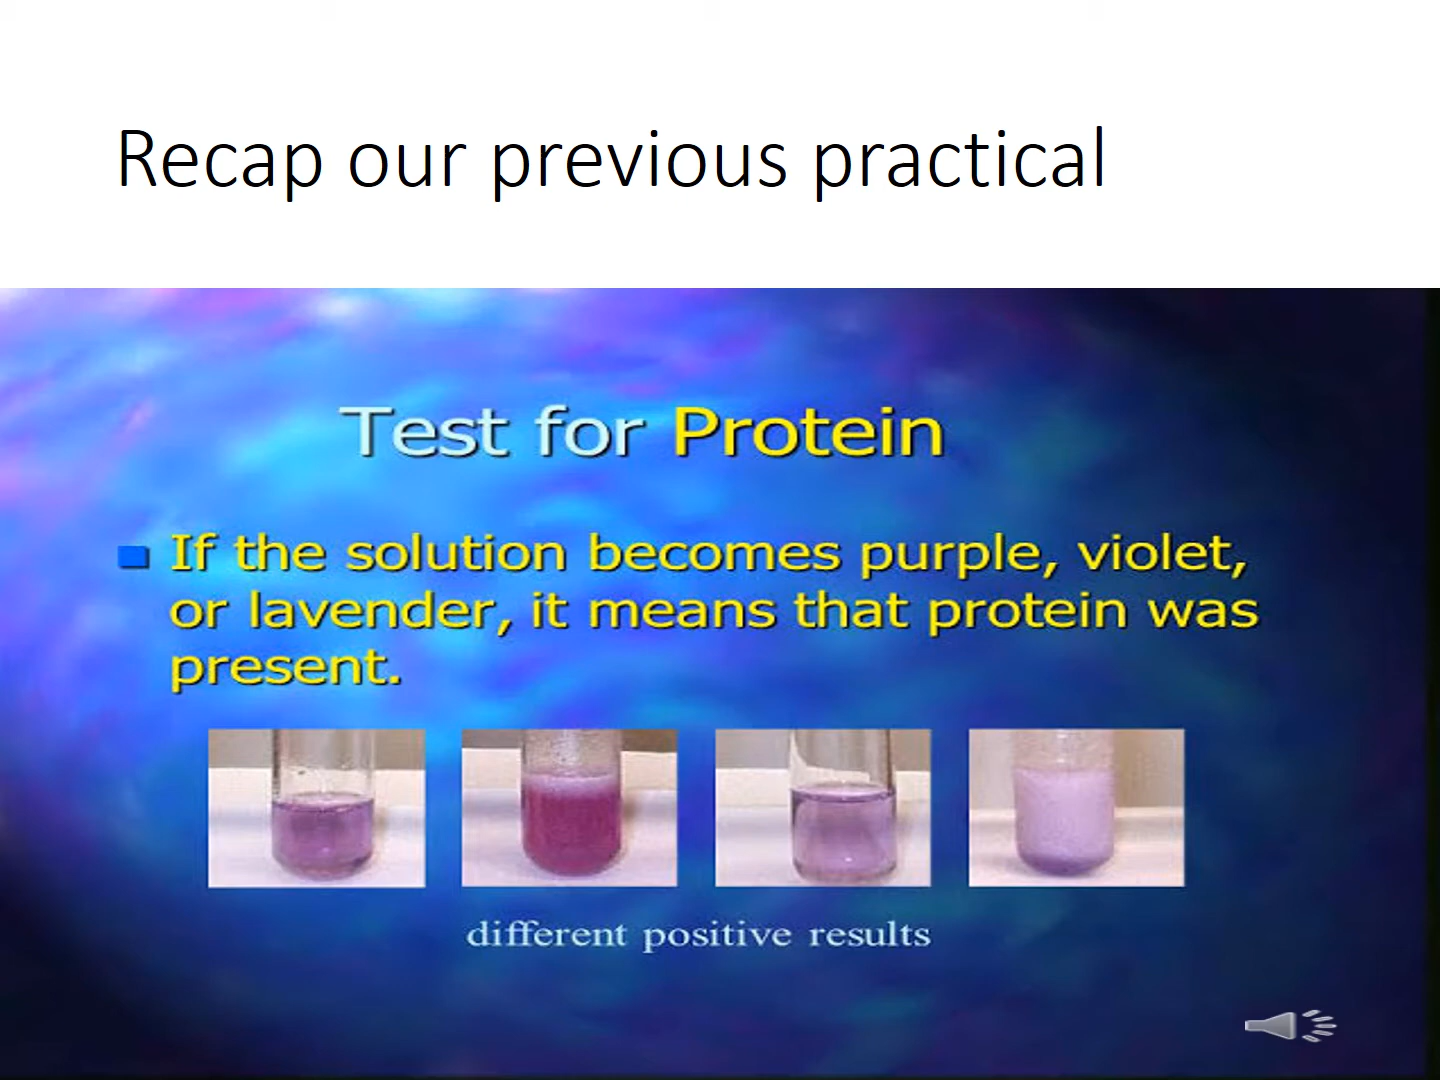 Recap our previous practical
Test for Protein
If the solution becomes purple, violet,
or lavender, it means that protein was
present.
different positive results